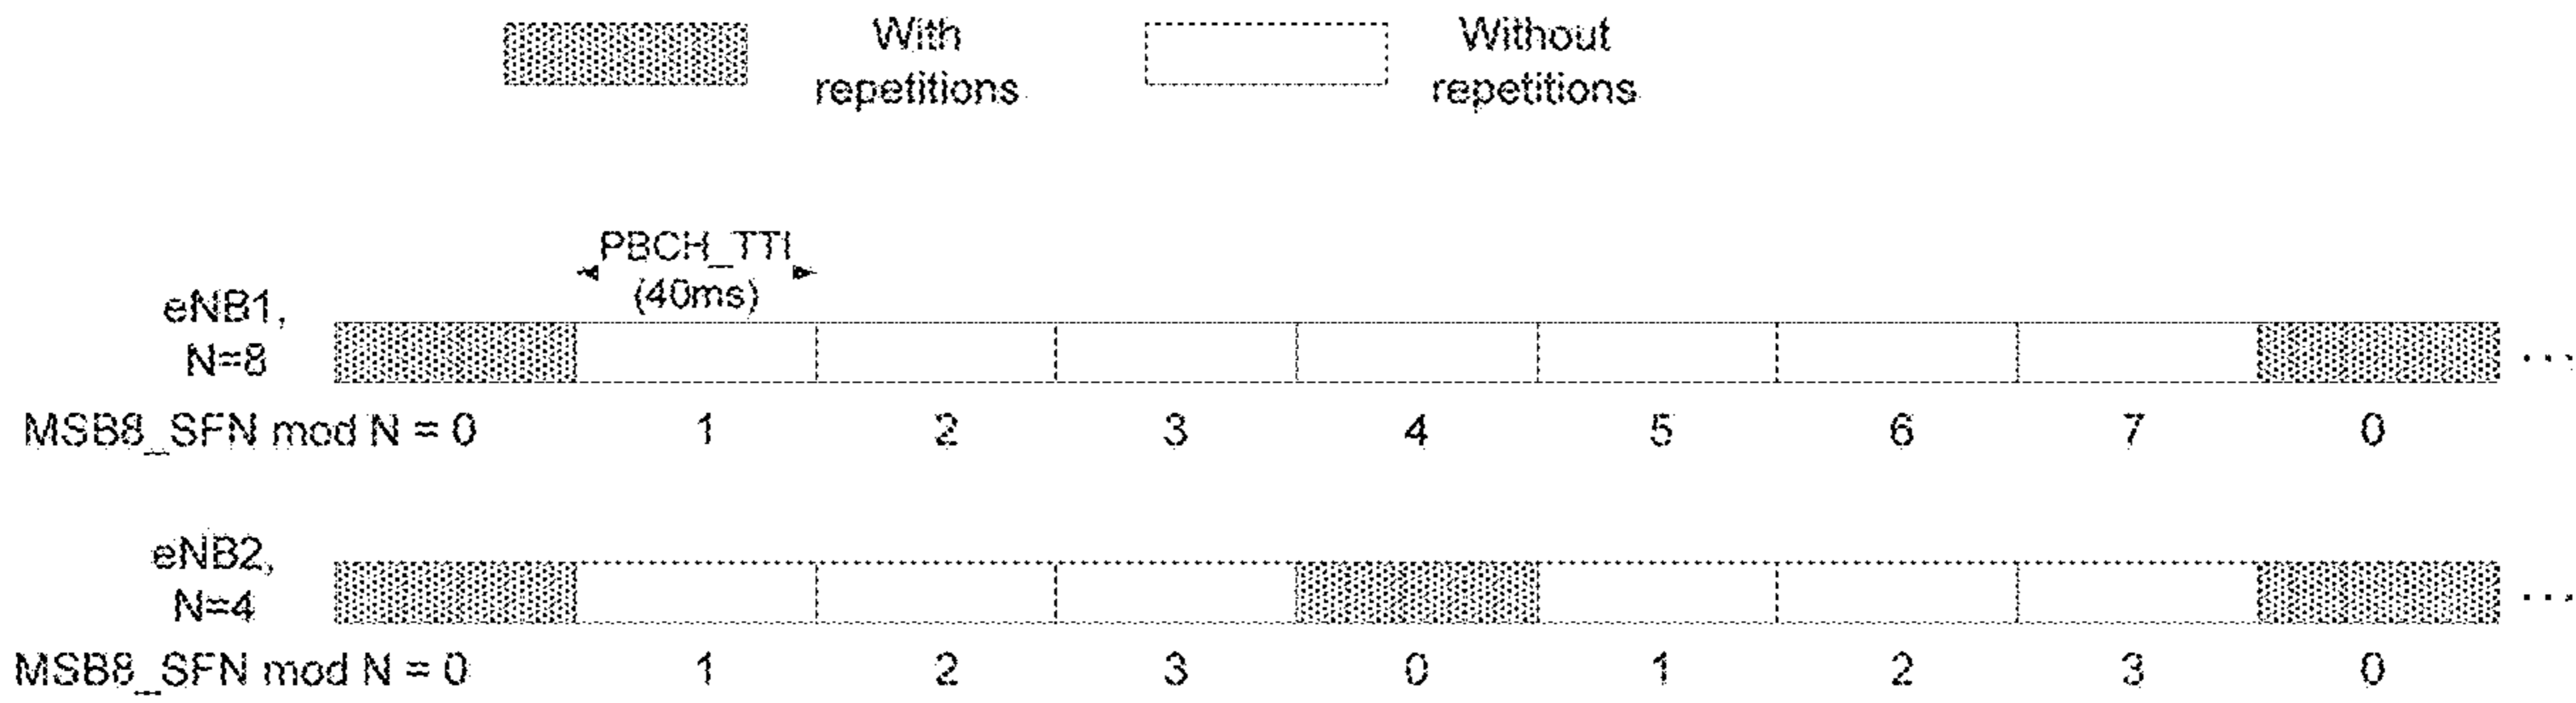 With
repetitions
Without
repetitions
PBCH_TTI
(40ms)
eNB1,
N=8
MSB8_SFN mod N = 0 1 2 3 4 5 6 7 0
...
eNB2,
N=4
MSB8_SFN mod N = 0 1 2 3 0 1 2 3 0
...